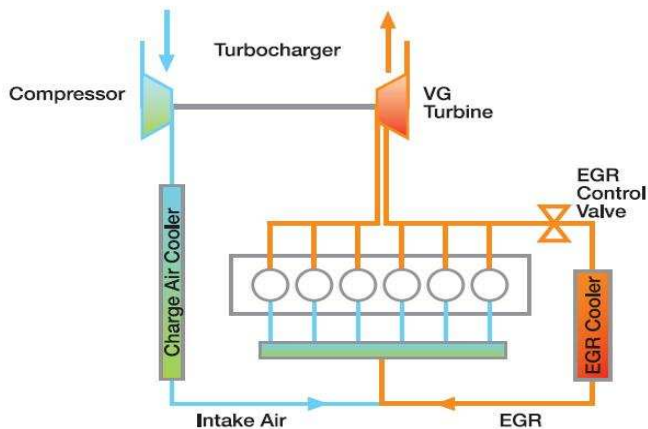 Turbocharger
Compressor
VG
Turbine
EGR
Control
Valve
Charge Air Cooler
EGR Cooler
Intake Air
EGR